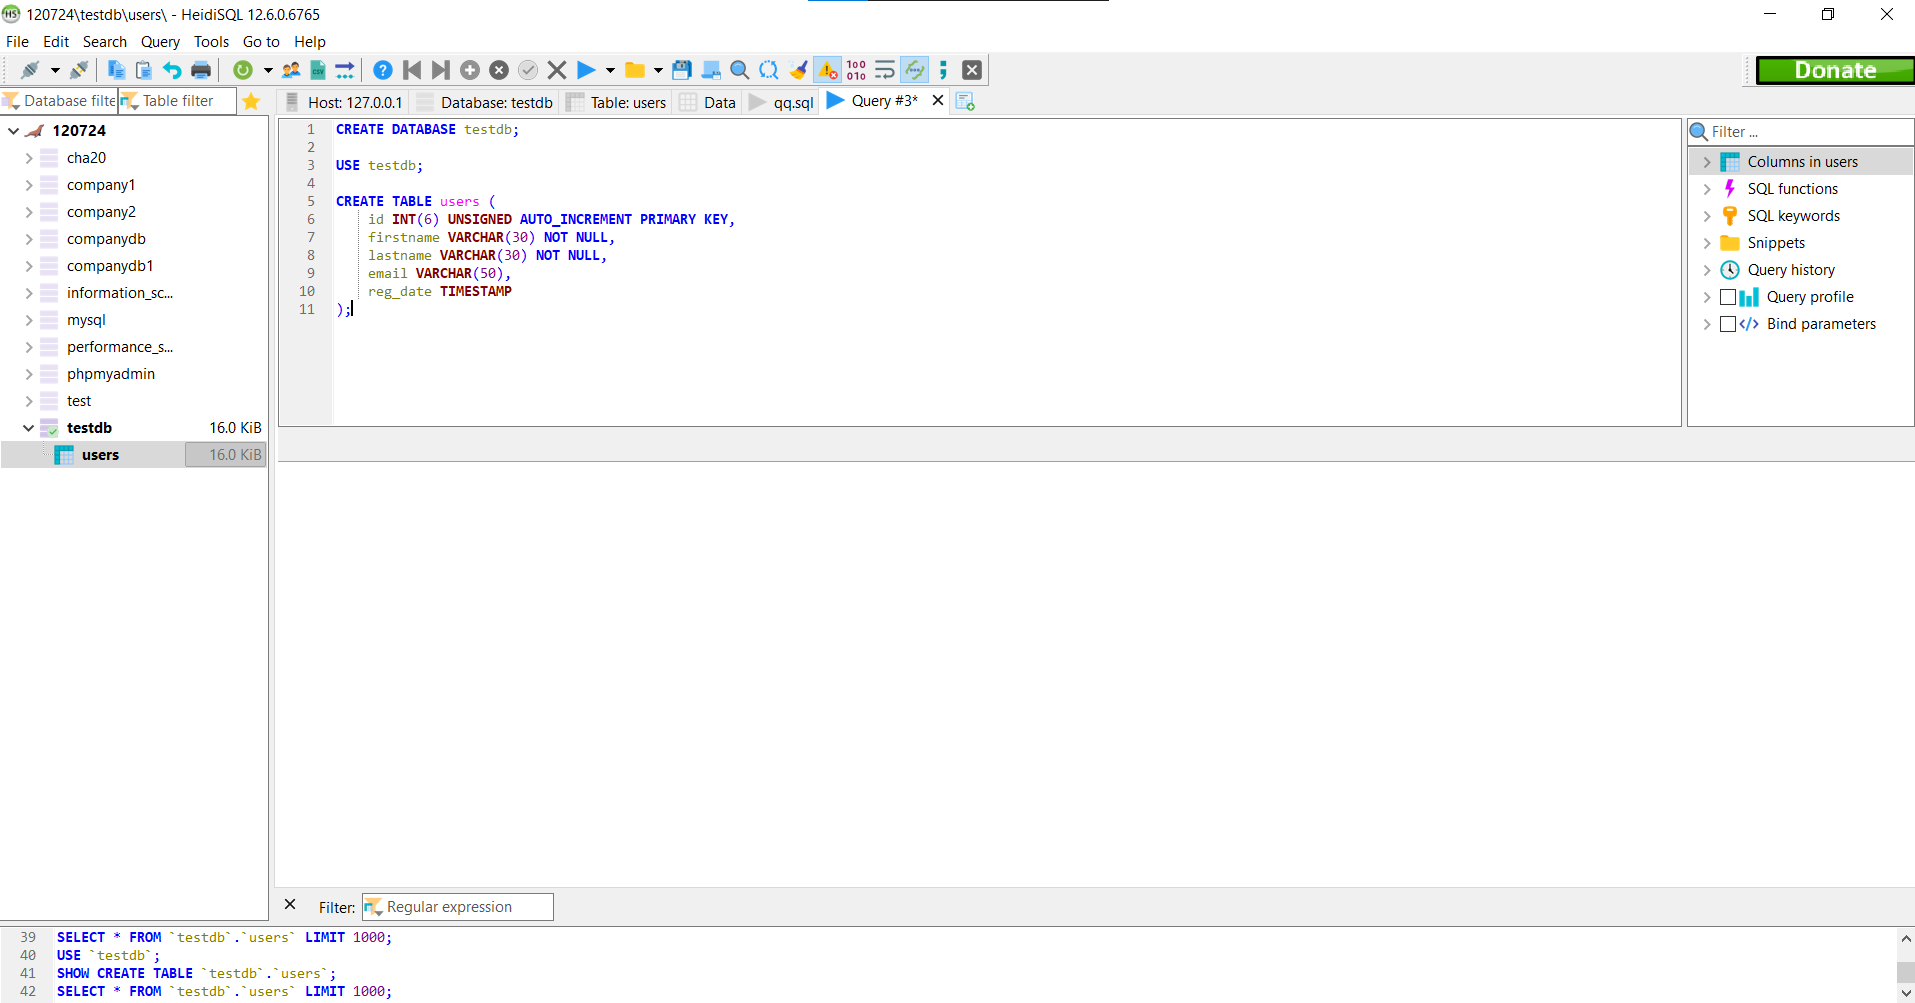 120724\testdb\users\ - HeidiSQL 12.6.0.6765
File Edit Search Query Tools Go to Help
Donate
Database filte Table filter
Host: 127.0.0.1 Database: testdb Table: users Data qq.sql Query #3*
120724
cha20
company1
company2
companydb
companydb1
information_sc...
mysql
performance_s...
phpmyadmin
test
testdb 16.0 KiB
users 16.0 KiB
1 CREATE DATABASE testdb;
2
3 USE testdb;
4
5 CREATE TABLE users (
6 id INT(6) UNSIGNED AUTO_INCREMENT PRIMARY KEY,
7 firstname VARCHAR(30) NOT NULL,
8 lastname VARCHAR(30) NOT NULL,
9 email VARCHAR(50),
10 reg_date TIMESTAMP
11 );
Filter ...
Columns in users
SQL functions
SQL keywords
Snippets
Query history
Query profile
Bind parameters
Filter: Regular expression
39 SELECT * FROM `testdb`.`users` LIMIT 1000;
40 USE `testdb`;
41 SHOW CREATE TABLE `testdb`.`users`;
42 SELECT * FROM `testdb`.`users` LIMIT 1000;